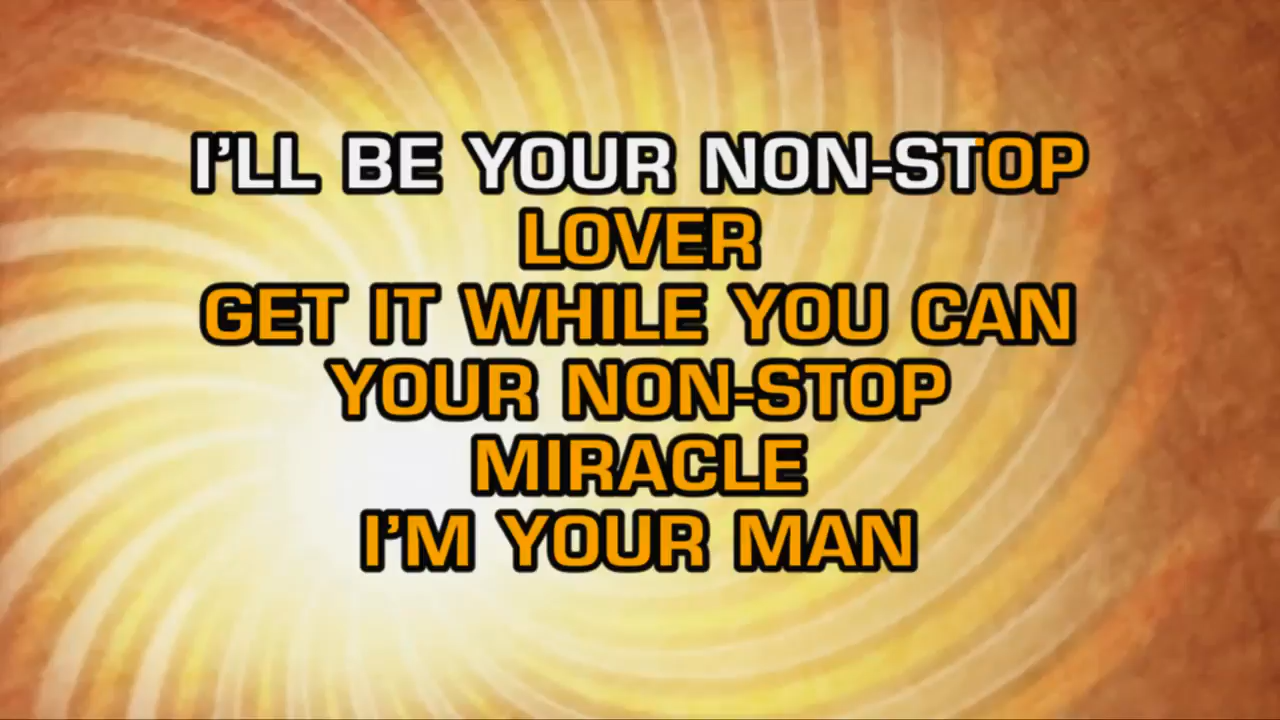 I'LL BE YOUR NON-STOP
LOVER
GET IT WHILE YOU CAN
YOUR NON-STOP
MIRACLE
I'M YOUR MAN